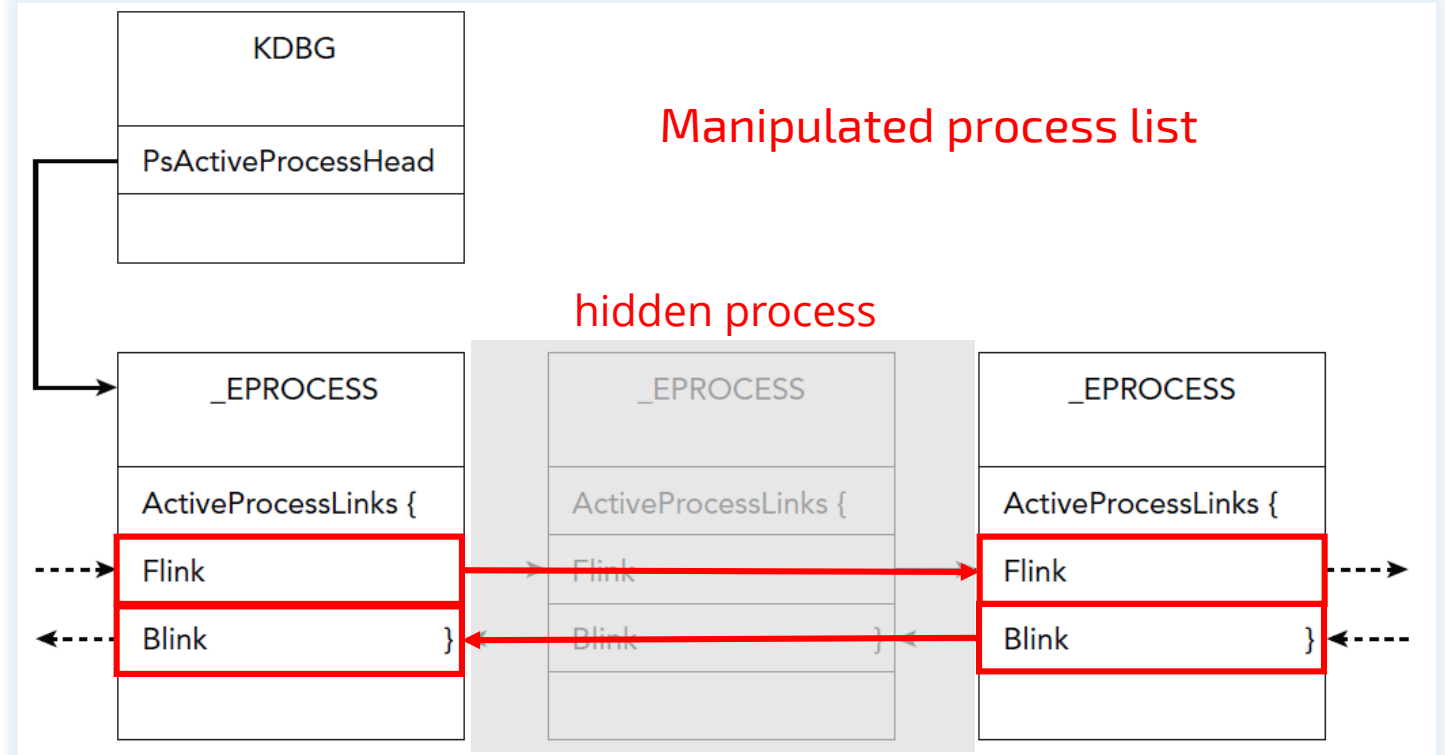 KDBG
Manipulated process list
PsActiveProcessHead
hidden process
_EPROCESS
_EPROCESS
_EPROCESS
ActiveProcessLinks {
ActiveProcessLinks {
ActiveProcessLinks {
Flink
Flink
Flink
Blink }
Blink }
Blink }